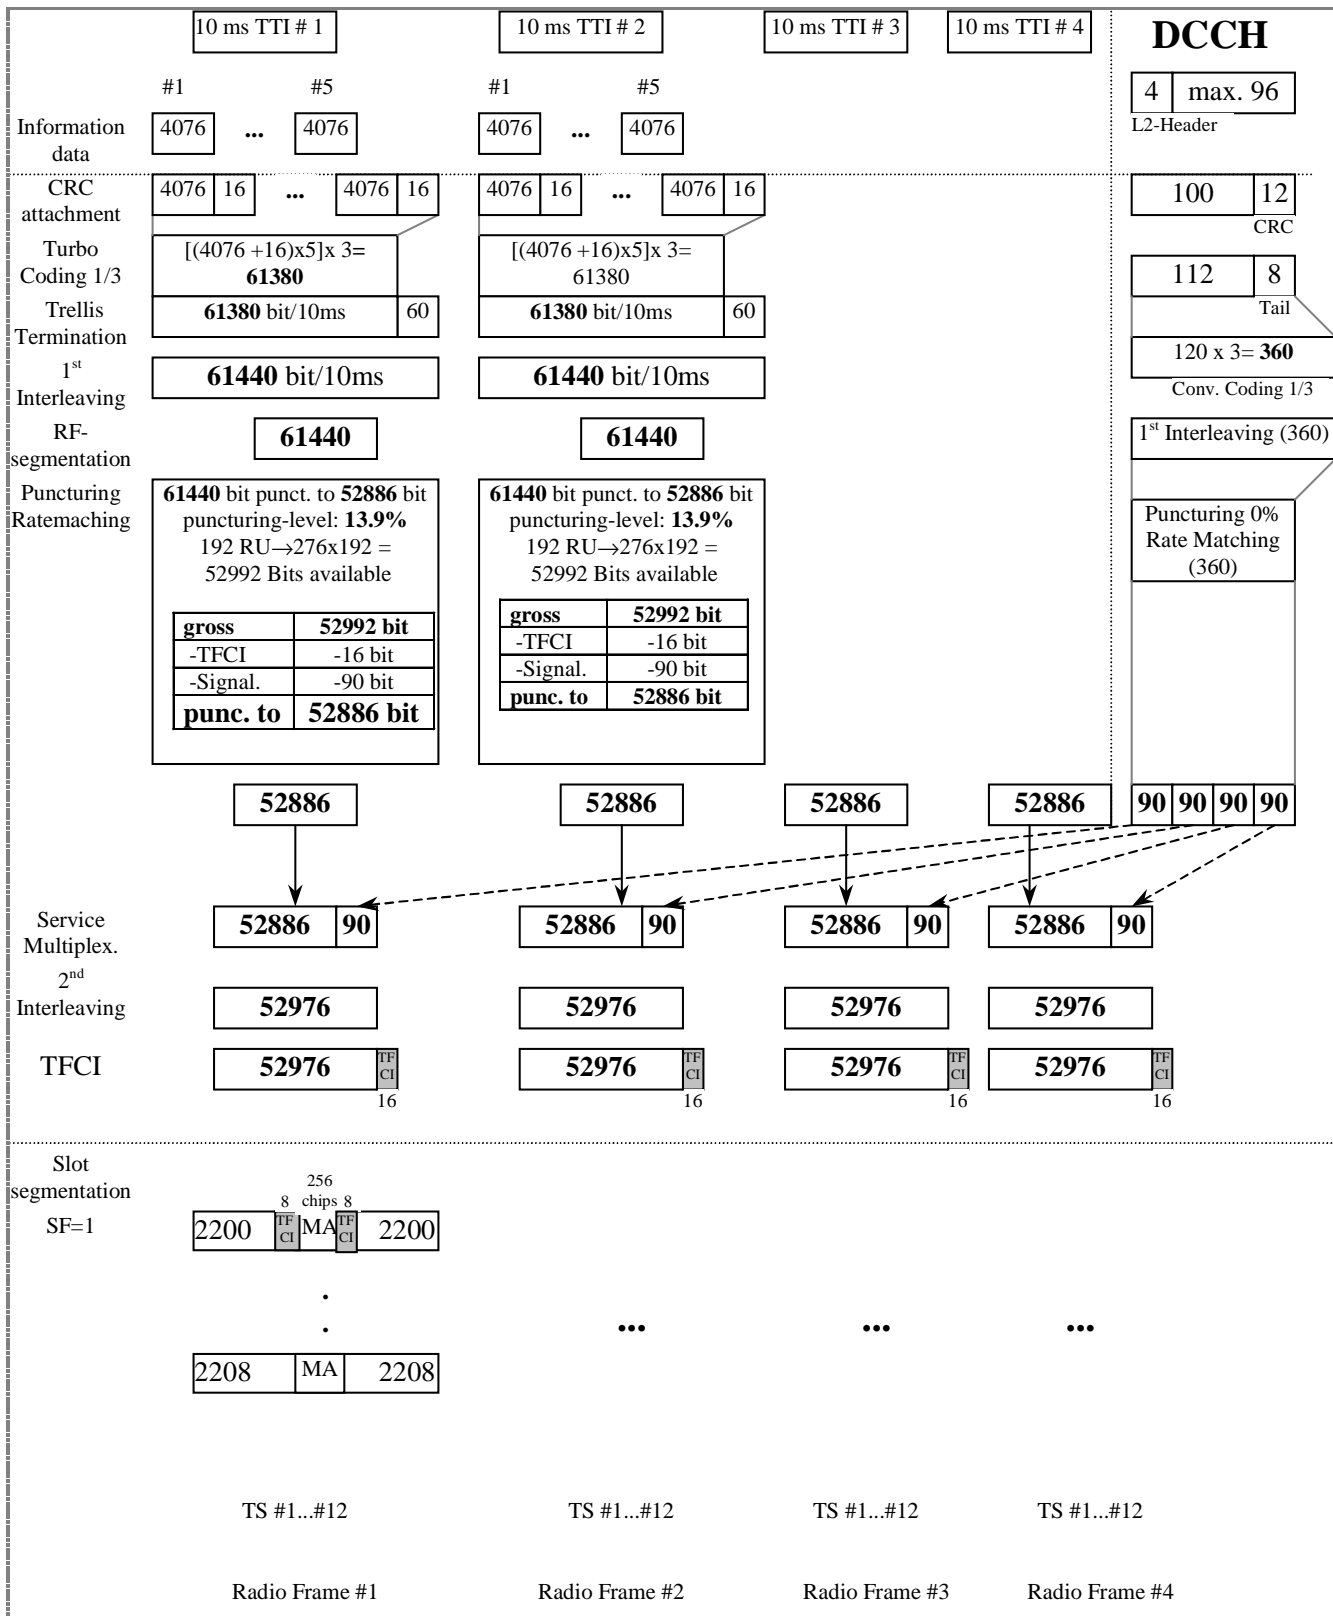 10 ms TTI # 1 10 ms TTI # 2 10 ms TTI # 3 10 ms TTI # 4 DCCH
#1 #5 #1 #5
4 max. 96
L2-Header
Information data
4076 ... 4076 4076 ... 4076
CRC attachment
4076 16 ... 4076 16 4076 16 ... 4076 16
100 12
CRC
Turbo Coding 1/3
[(4076 +16)x5]x 3=
61380
[(4076 +16)x5]x 3=
61380
112 8
Tail
Trellis Termination
61380 bit/10ms 60 61380 bit/10ms 60
120 x 3= 360
Conv. Coding 1/3
1st Interleaving
61440 bit/10ms 61440 bit/10ms
RF-segmentation
61440 61440
1st Interleaving (360)
Puncturing Ratemaching
61440 bit punct. to 52886 bit
puncturing-level: 13.9%
192 RU→276x192 =
52992 Bits available
gross 52992 bit
-TFCI -16 bit
-Signal. -90 bit
punc. to 52886 bit
61440 bit punct. to 52886 bit
puncturing-level: 13.9%
192 RU→276x192 =
52992 Bits available
gross 52992 bit
-TFCI -16 bit
-Signal. -90 bit
punc. to 52886 bit
Puncturing 0%
Rate Matching
(360)
52886 52886 52886 52886 90 90 90 90
Service Multiplex.
52886 90 52886 90 52886 90 52886 90
2nd Interleaving
52976 52976 52976 52976
TFCI
52976 TF CI 52976 TF CI 52976 TF CI 52976 TF CI
16 16 16 16
Slot segmentation
SF=1
256
8 chips 8
2200 TF CI MA TF CI 2200
.
. ... ... ...
2208 MA 2208
TS #1...#12 TS #1...#12 TS #1...#12 TS #1...#12
Radio Frame #1 Radio Frame #2 Radio Frame #3 Radio Frame #4